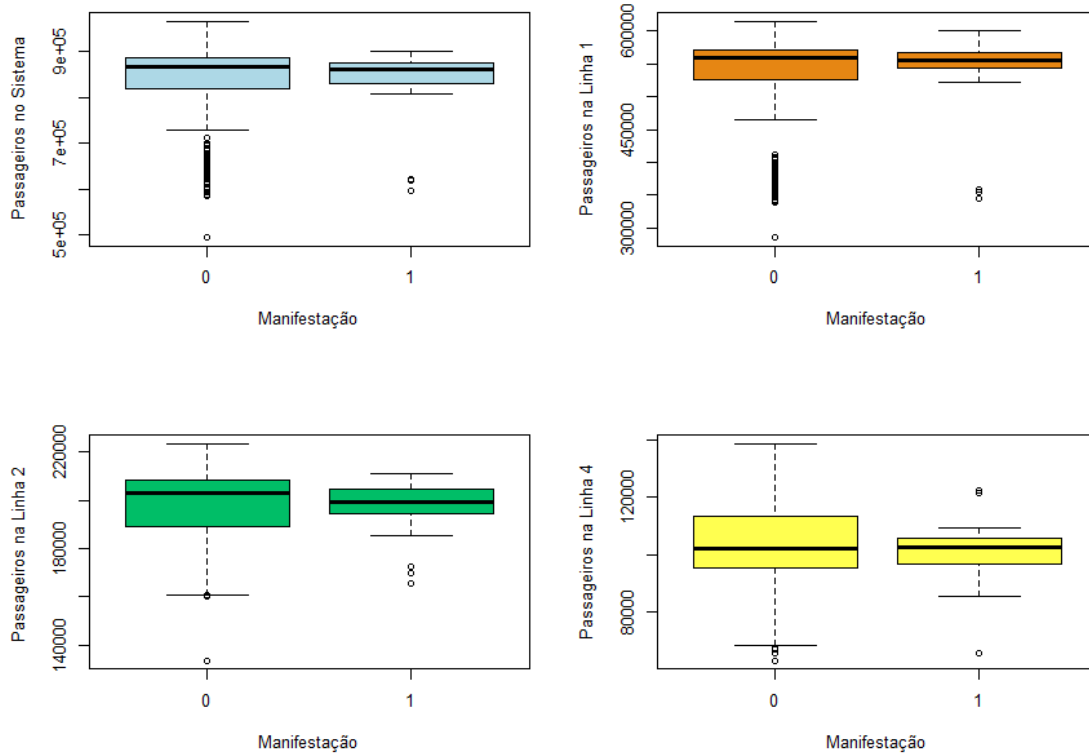 Passageiros no Sistema
9e+05
7e+05
5e+05
0
1
Manifestação
Passageiros na Linha 1
600000
450000
300000
0
1
Manifestação
Passageiros na Linha 2
220000
180000
140000
0
1
Manifestação
Passageiros na Linha 4
120000
80000
0
1
Manifestação